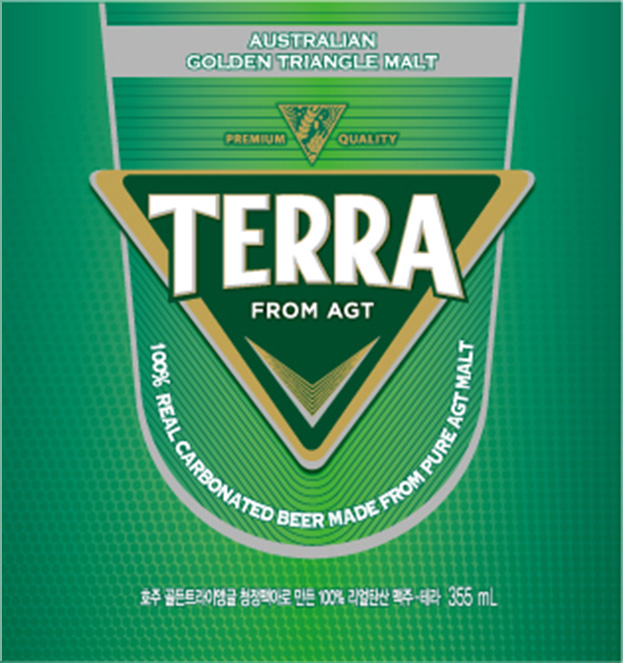 AUSTRALIAN
GOLDEN TRIANGLE MALT
PREMIUM QUALITY
TERRA
FROM AGT
100% REAL CARBONATED BEER MADE FROM PURE AGT MALT
호주 골든트라이앵글 청정맥아로 만든 100% 리얼탄산 맥주-테라 355 mL